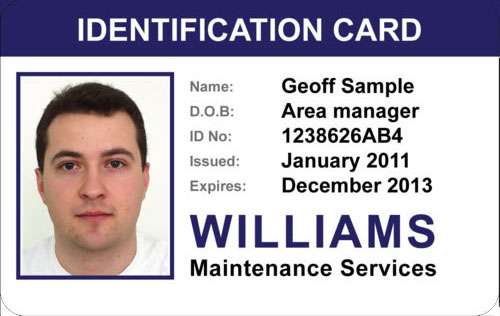 IDENTIFICATION CARD
Name: Geoff Sample
D.O.B: Area manager
ID No: 1238626AB4
Issued: January 2011
Expires: December 2013
WILLIAMS
Maintenance Services